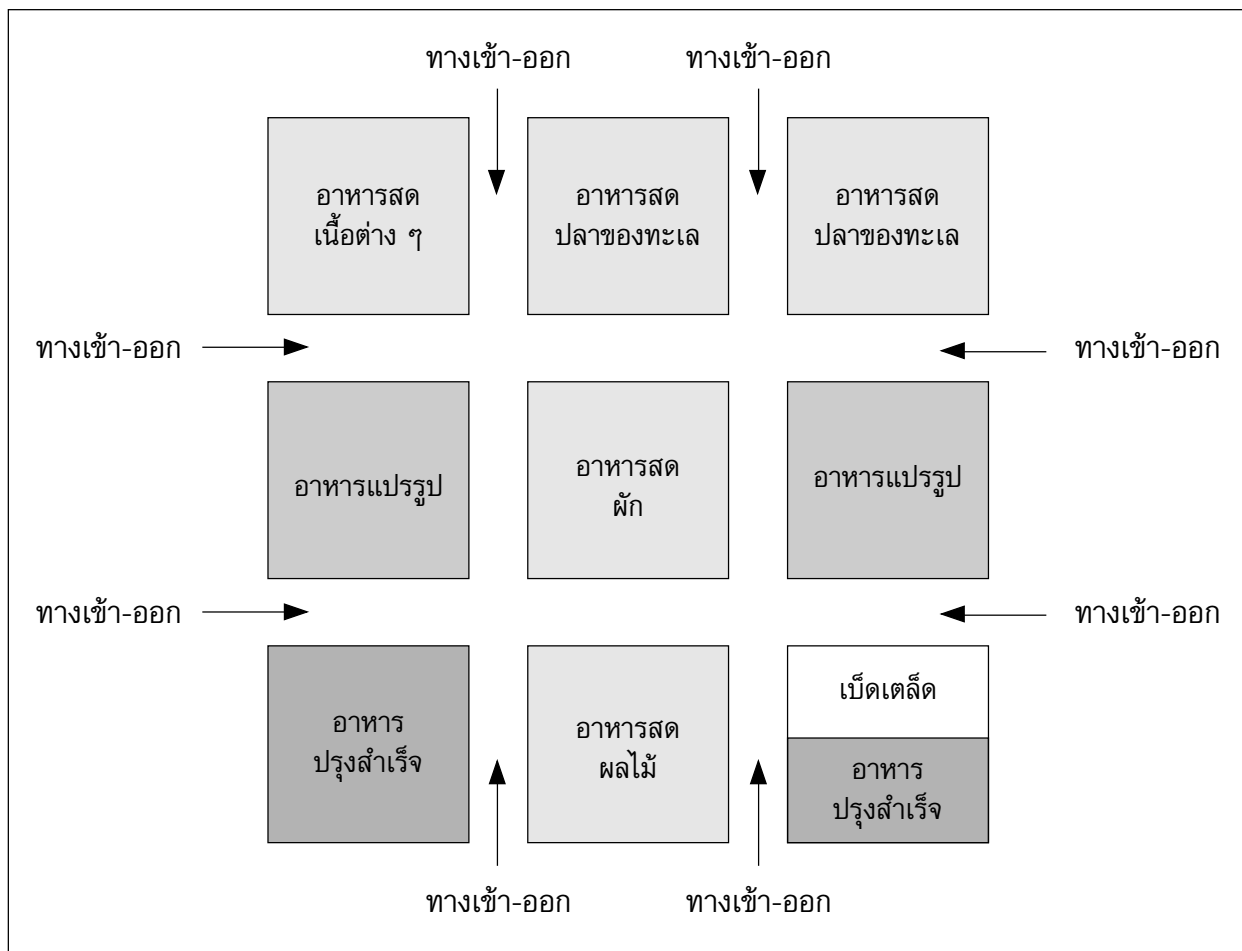 ทางเข้า-ออก ทางเข้า-ออก
อาหารสด
เนื้อต่าง ๆ
อาหารสด
ปลาของทะเล
อาหารสด
ปลาของทะเล
ทางเข้า-ออก
ทางเข้า-ออก
อาหารแปรรูป
อาหารสด
ผัก
อาหารแปรรูป
ทางเข้า-ออก
ทางเข้า-ออก
อาหาร
ปรุงสำเร็จ
อาหารสด
ผลไม้
เบ็ดเตล็ด
อาหาร
ปรุงสำเร็จ
ทางเข้า-ออก ทางเข้า-ออก